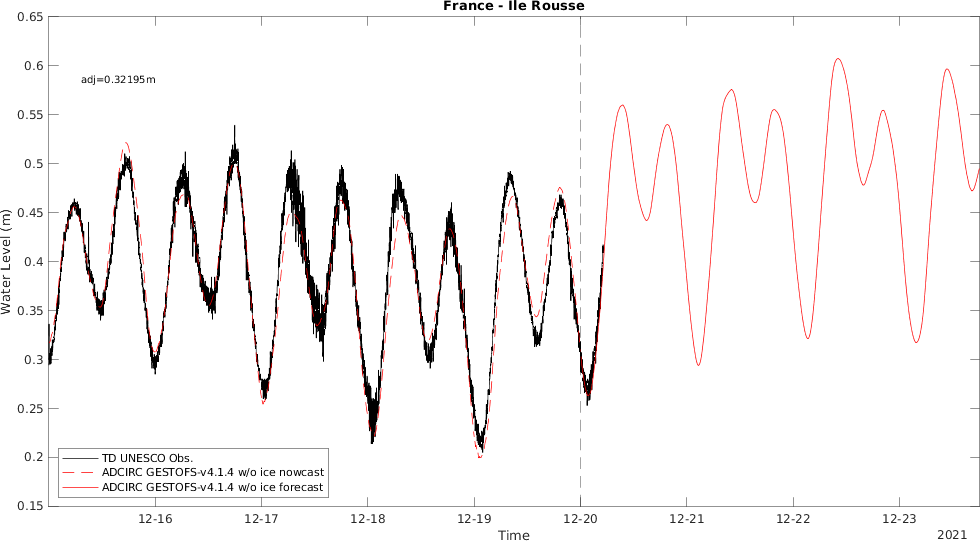 France - Ile Rousse
0.65
0.6
adj=0.32195m
0.55
0.5
0.45
0.4
0.35
0.3
0.25
0.2
0.15
Water Level (m)
TD UNESCO Obs.
ADCIRC GESTOFS-v4.1.4 w/o ice nowcast
ADCIRC GESTOFS-v4.1.4 w/o ice forecast
12-16 12-17 12-18 12-19 12-20 12-21 12-22 12-23
Time
2021